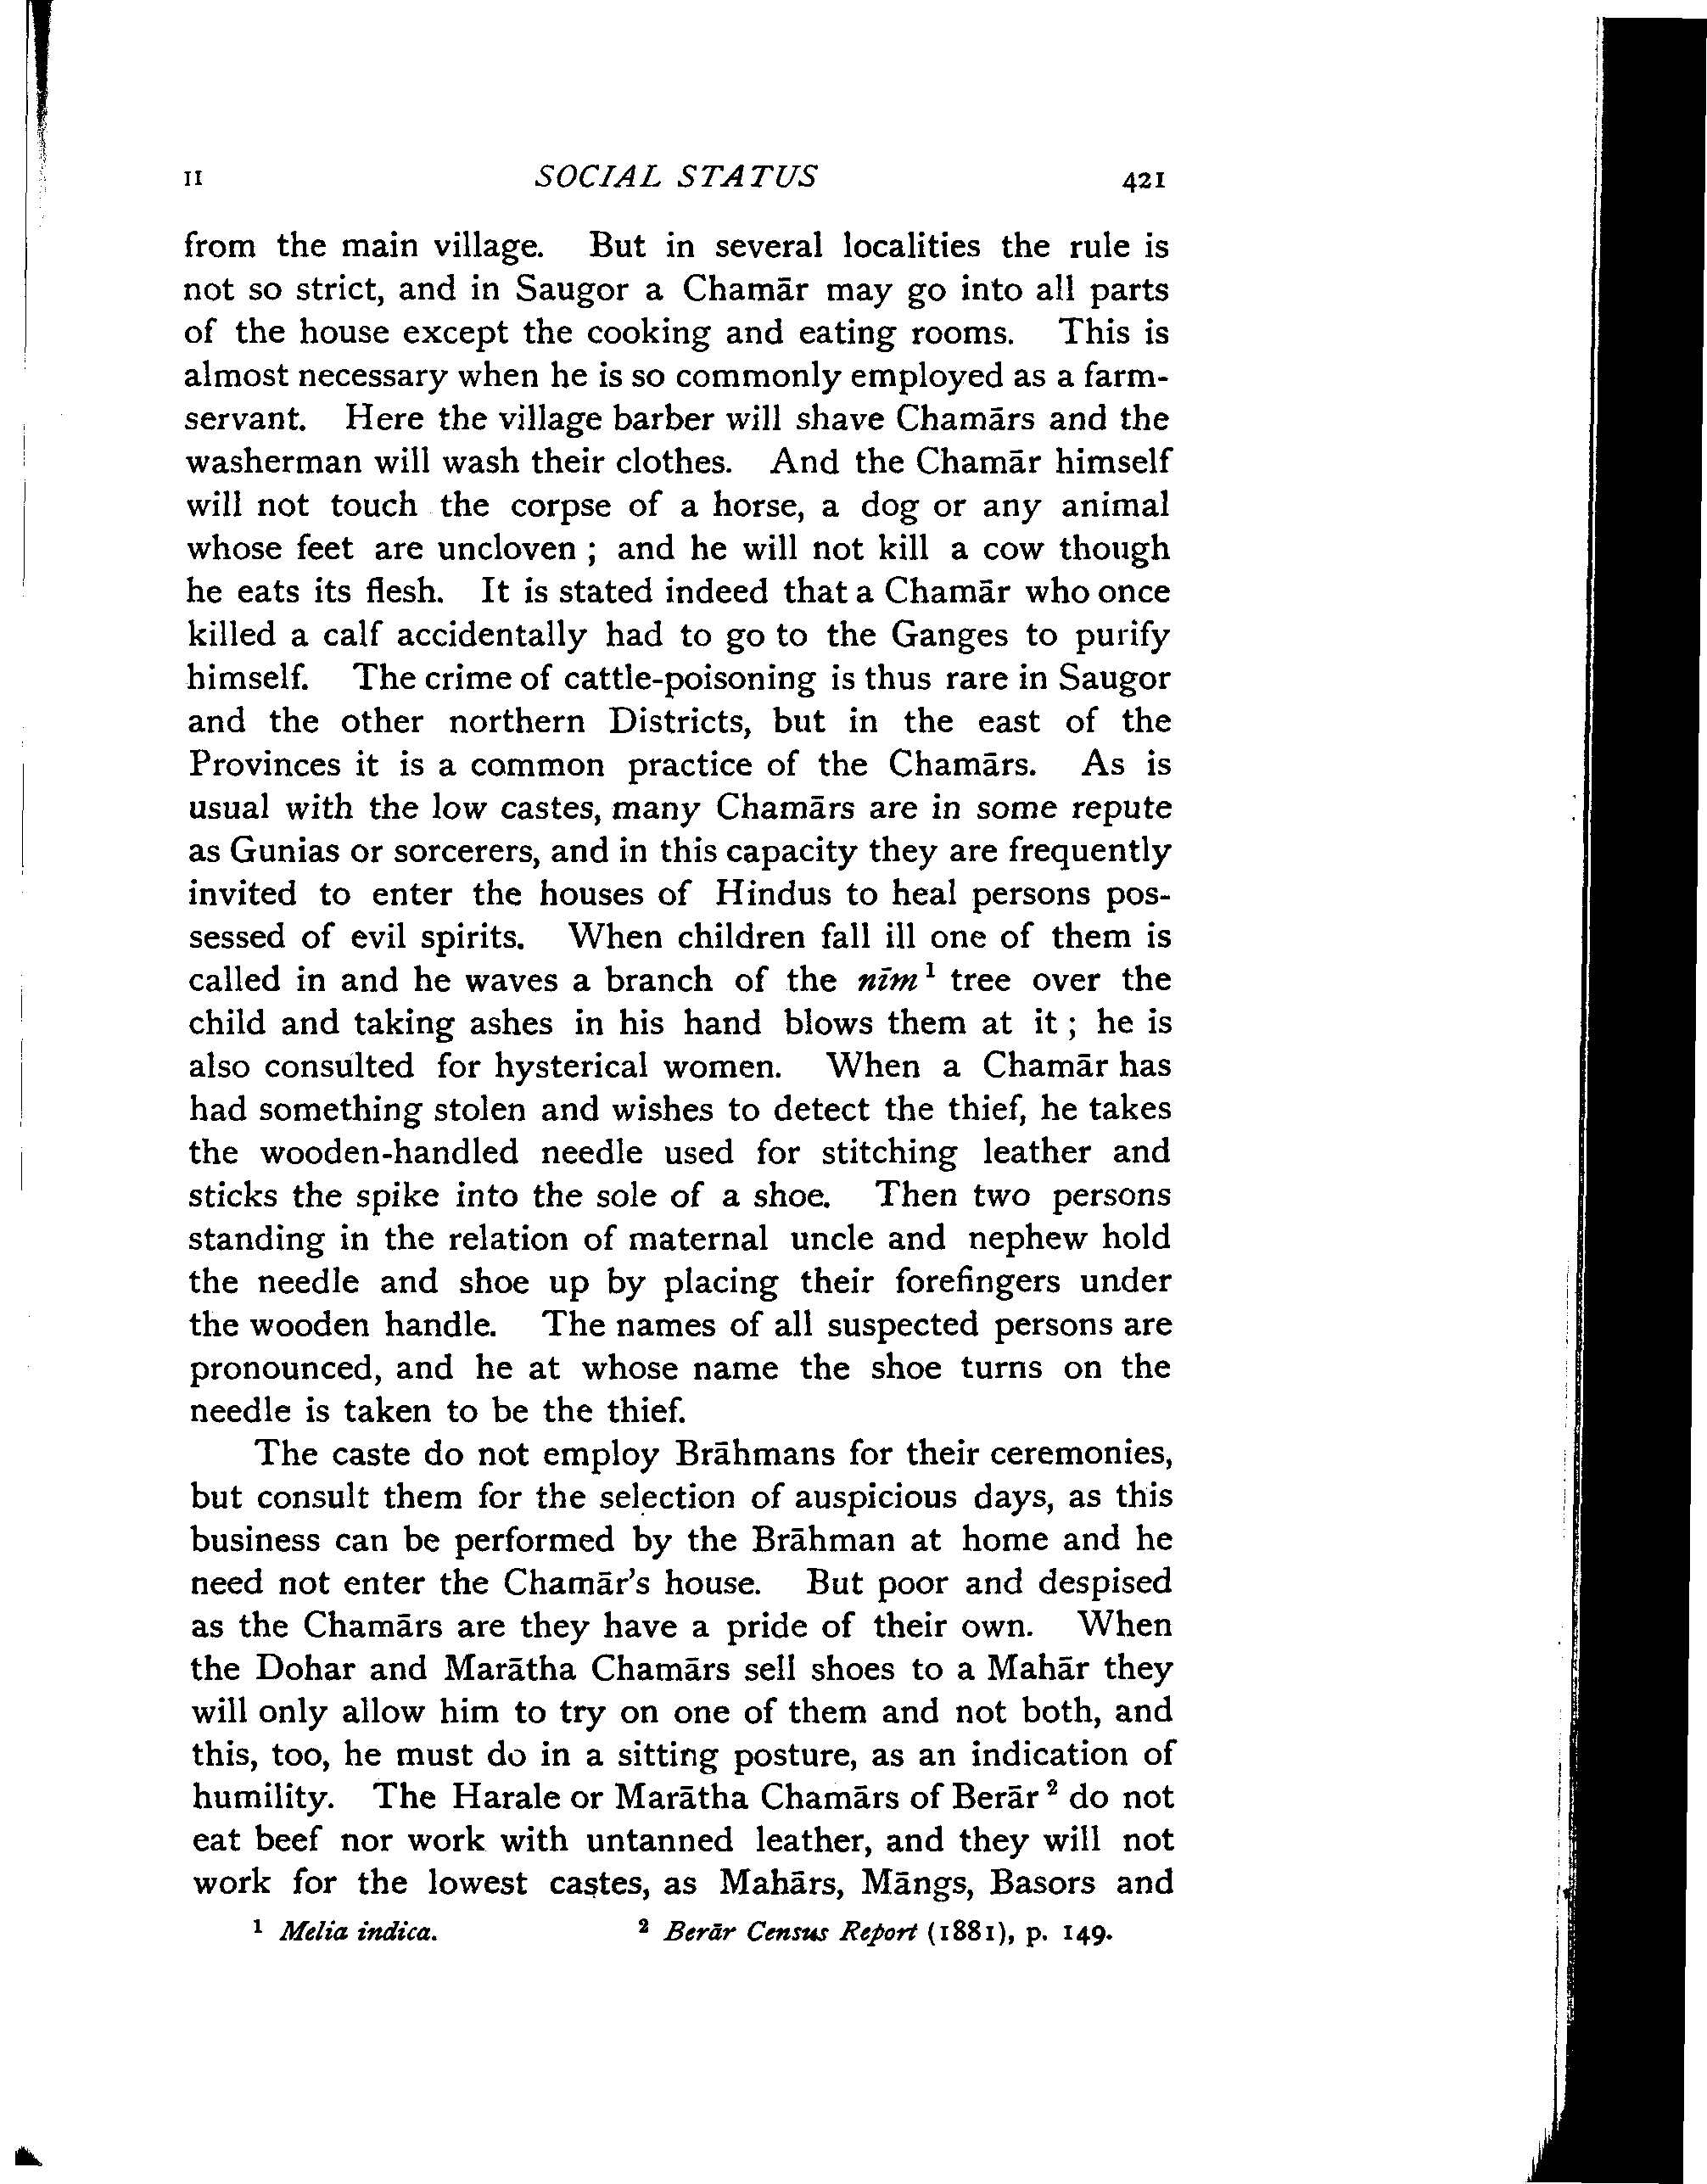 II SOCIAL STATUS 421
from the main village. But in several localities the rule is
not so strict, and in Saugor a Chamār may go into all parts
of the house except the cooking and eating rooms. This is
almost necessary when he is so commonly employed as a farm-
servant. Here the village barber will shave Chamārs and the
washerman will wash their clothes. And the Chamār himself
will not touch the corpse of a horse, a dog or any animal
whose feet are uncloven ; and he will not kill a cow though
he eats its flesh. It is stated indeed that a Chamār who once
killed a calf accidentally had to go to the Ganges to purify
himself. The crime of cattle-poisoning is thus rare in Saugor
and the other northern Districts, but in the east of the
Provinces it is a common practice of the Chamārs. As is
usual with the low castes, many Chamārs are in some repute
as Gunias or sorcerers, and in this capacity they are frequently
invited to enter the houses of Hindus to heal persons pos-
sessed of evil spirits. When children fall ill one of them is
called in and he waves a branch of the nīm ¹ tree over the
child and taking ashes in his hand blows them at it ; he is
also consulted for hysterical women. When a Chamār has
had something stolen and wishes to detect the thief, he takes
the wooden-handled needle used for stitching leather and
sticks the spike into the sole of a shoe. Then two persons
standing in the relation of maternal uncle and nephew hold
the needle and shoe up by placing their forefingers under
the wooden handle. The names of all suspected persons are
pronounced, and he at whose name the shoe turns on the
needle is taken to be the thief.
The caste do not employ Brāhmans for their ceremonies,
but consult them for the selection of auspicious days, as this
business can be performed by the Brāhman at home and he
need not enter the Chamār's house. But poor and despised
as the Chamārs are they have a pride of their own. When
the Dohar and Marātha Chamārs sell shoes to a Mahār they
will only allow him to try on one of them and not both, and
this, too, he must do in a sitting posture, as an indication of
humility. The Harale or Marātha Chamārs of Berār ² do not
eat beef nor work with untanned leather, and they will not
work for the lowest castes, as Mahārs, Māngs, Basors and
¹ Melia indica. ² Berār Census Report (1881), p. 149.